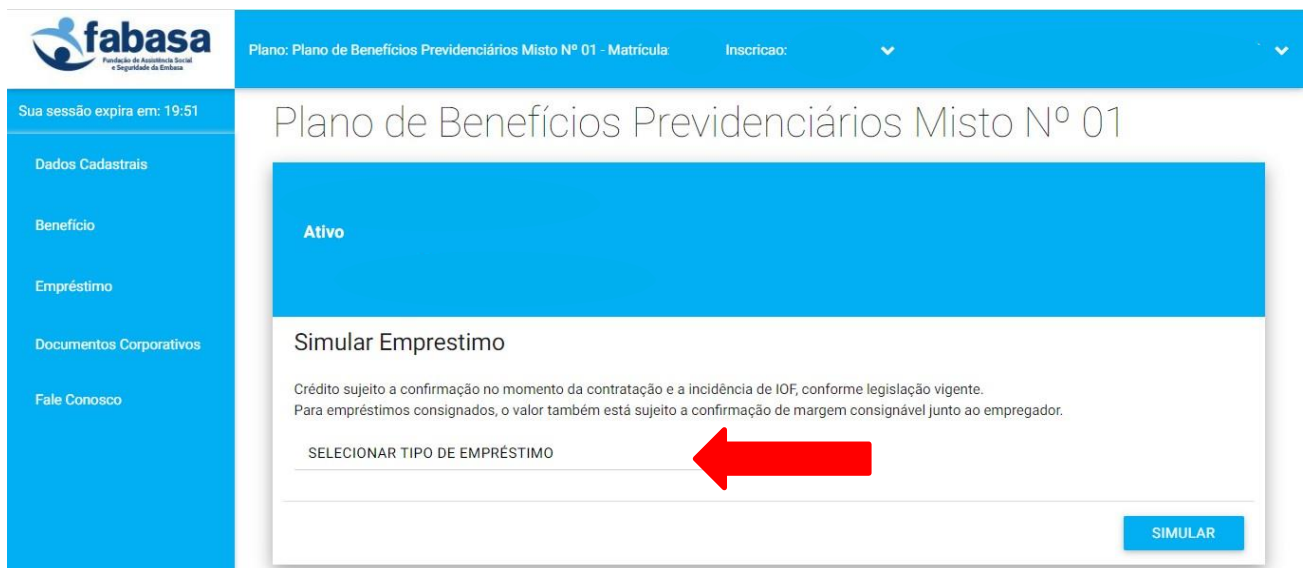 fabasa
Fundação de Assistência Social
e Seguridade da Embasa
Plano: Plano de Benefícios Previdenciários Misto Nº 01 - Matrícula: Inscricao:
Sua sessão expira em: 19:51
Dados Cadastrais
Benefício
Empréstimo
Documentos Corporativos
Fale Conosco
Plano de Benefícios Previdenciários Misto Nº 01
Ativo
Simular Emprestimo
Crédito sujeito a confirmação no momento da contratação e a incidência de IOF, conforme legislação vigente.
Para empréstimos consignados, o valor também está sujeito a confirmação de margem consignável junto ao empregador.
SELECIONAR TIPO DE EMPRÉSTIMO
SIMULAR